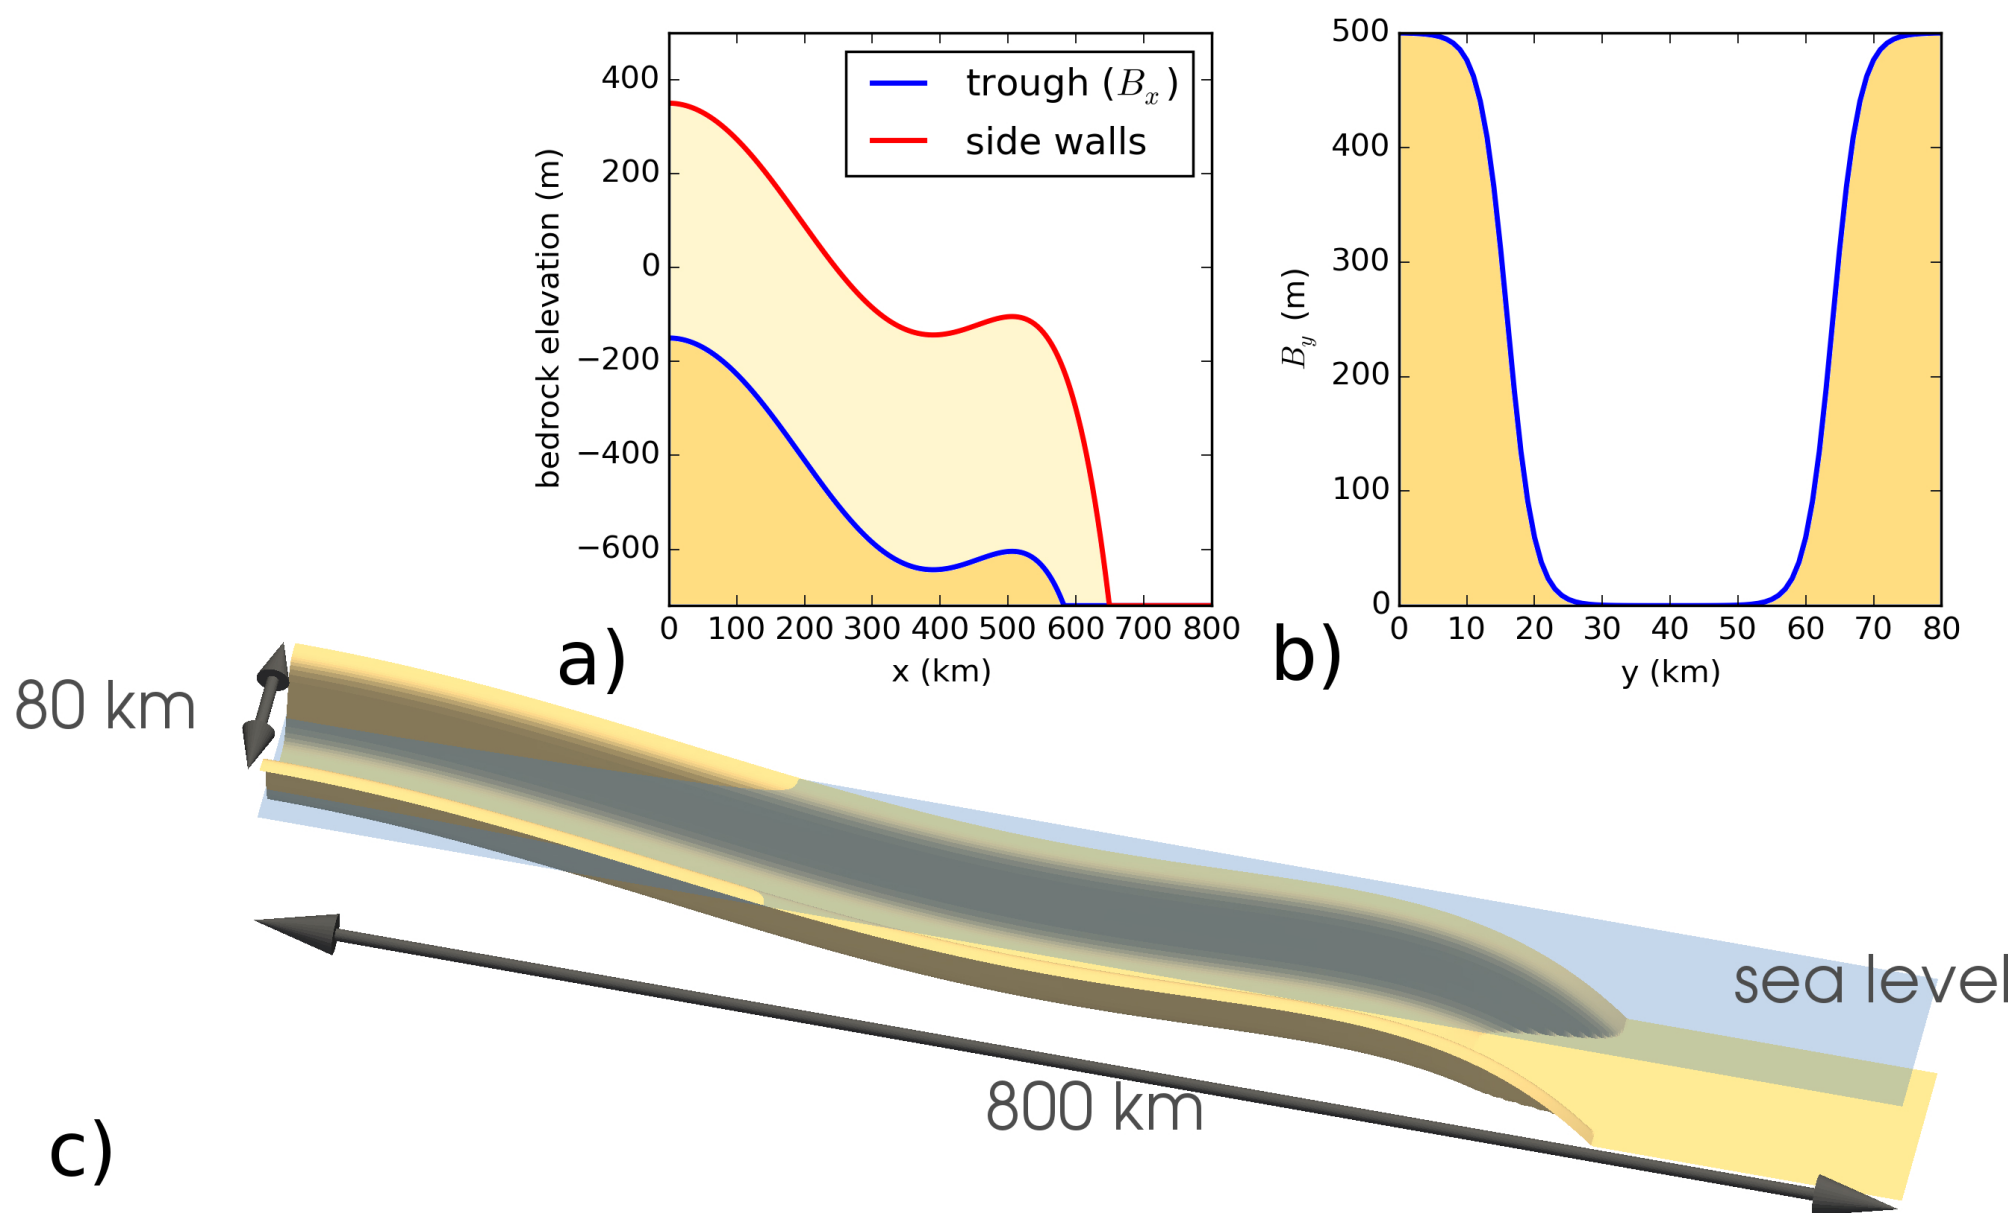 400
200
0
−200
−400
−600
bedrock elevation (m)
trough (Bx)
side walls
0 100 200 300 400 500 600 700 800
x (km)
a)
500
400
300
200
100
0
By (m)
0 10 20 30 40 50 60 70 80
y (km)
b)
80 km
800 km
sea level
c)